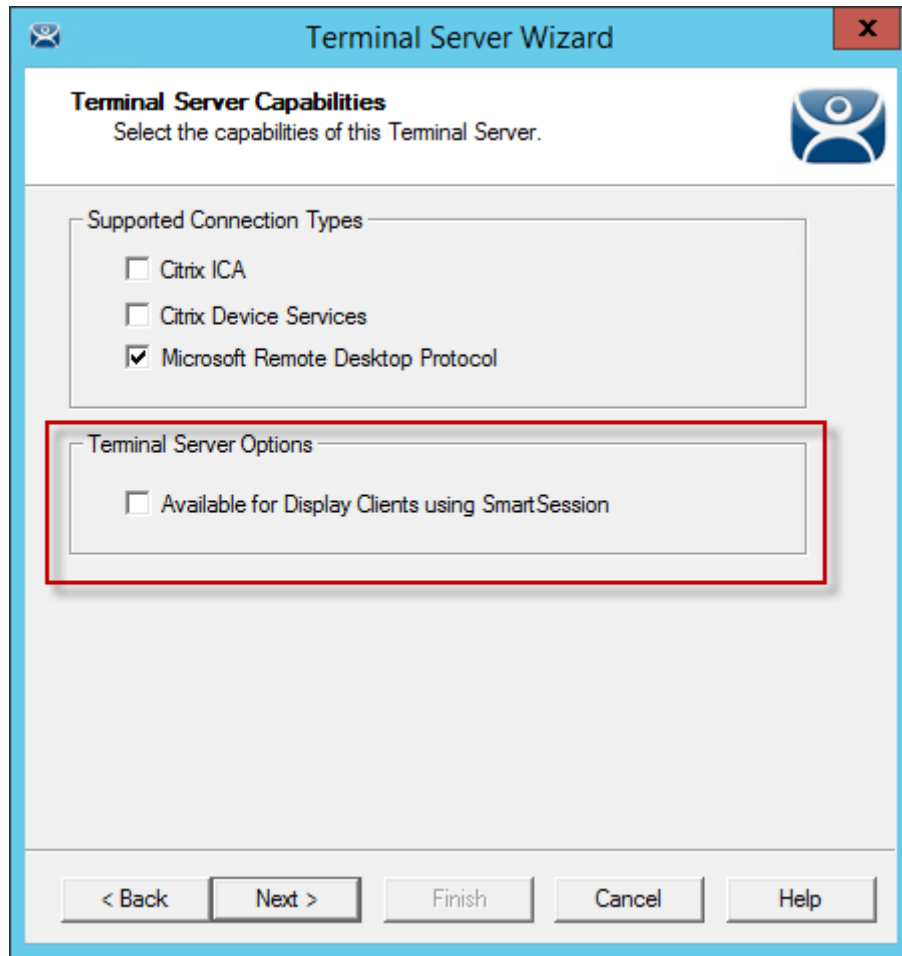 Terminal Server Wizard
x
Terminal Server Capabilities
Select the capabilities of this Terminal Server.
Supported Connection Types
Citrix ICA
Citrix Device Services
Microsoft Remote Desktop Protocol
Terminal Server Options
Available for Display Clients using SmartSession
< Back Next > Finish Cancel Help